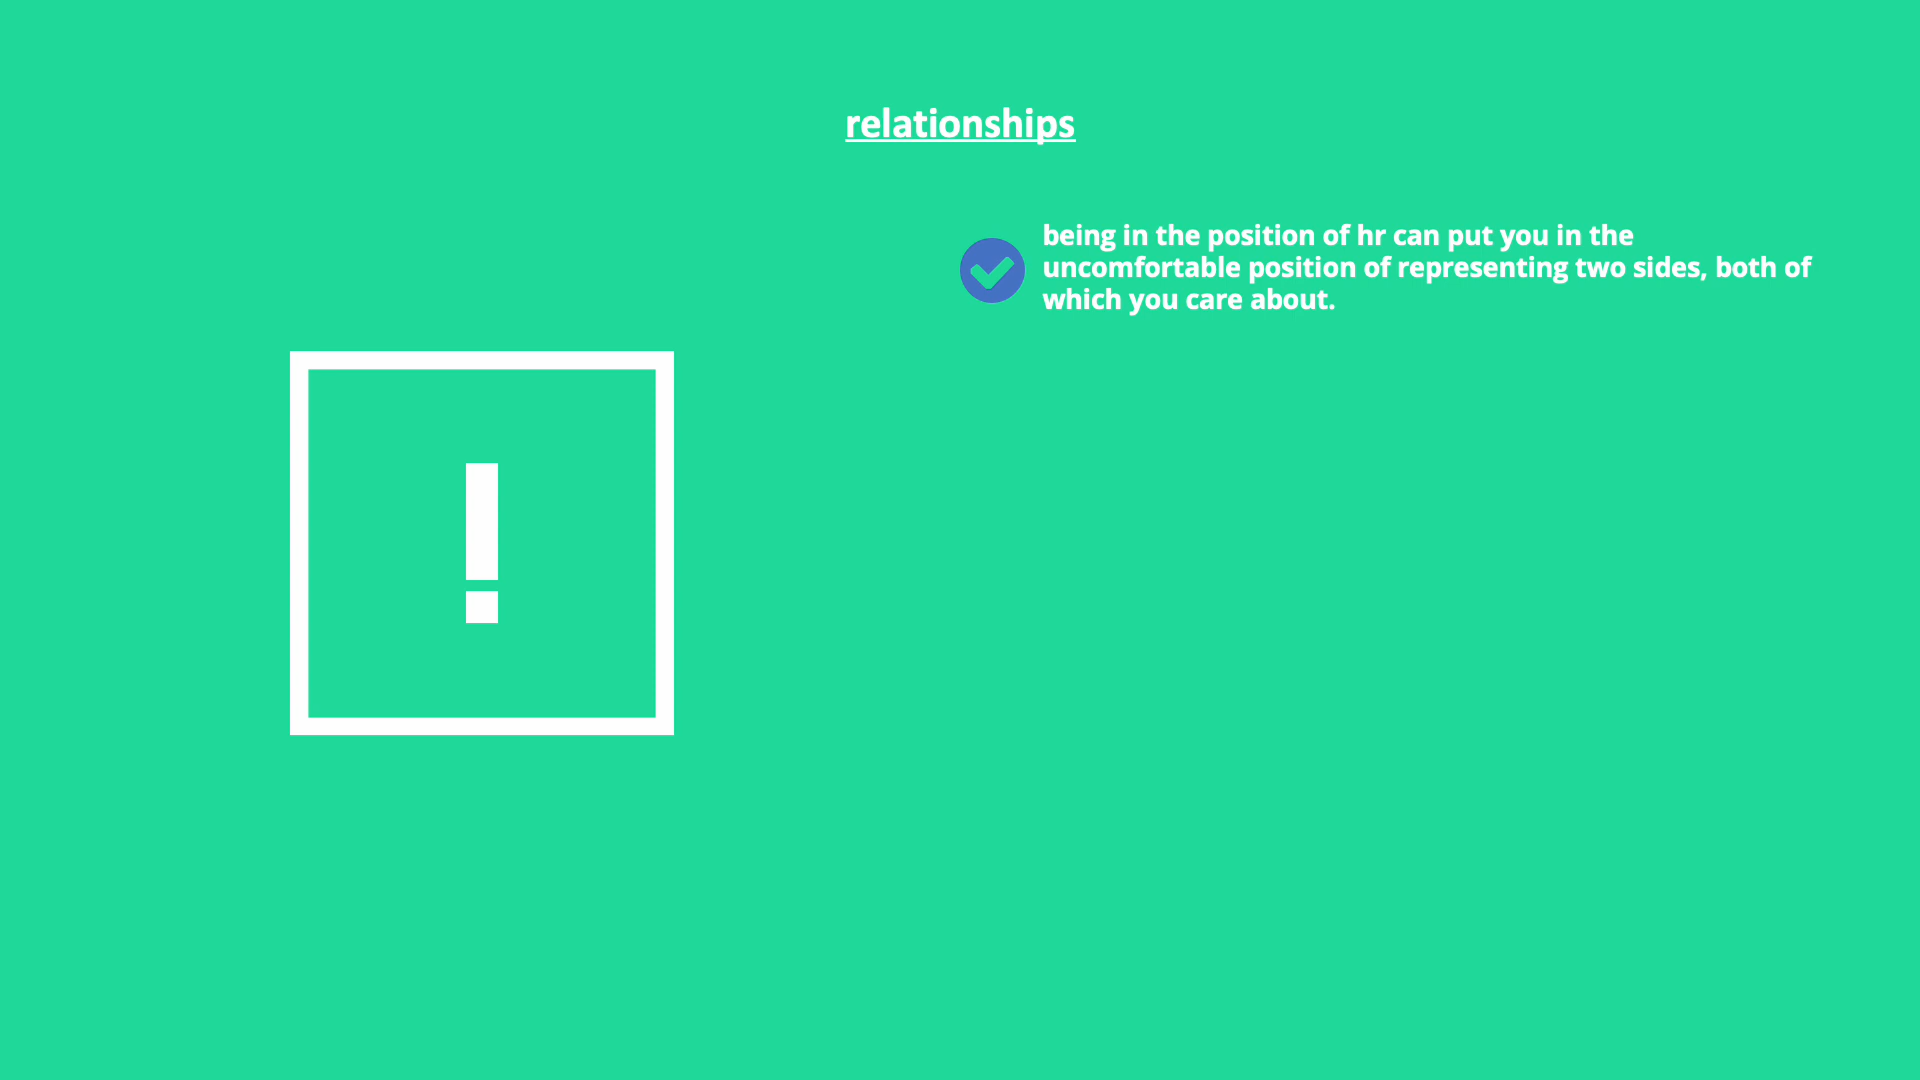 relationships
being in the position of hr can put you in the
uncomfortable position of representing two sides, both of
which you care about.
!